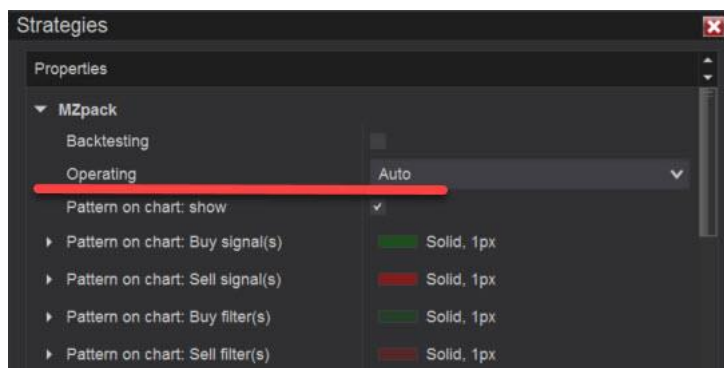 Strategies
Properties
MZpack
Backtesting
Operating Auto
Pattern on chart: show
Pattern on chart: Buy signal(s) Solid, 1px
Pattern on chart: Sell signal(s) Solid, 1px
Pattern on chart: Buy filter(s) Solid, 1px
Pattern on chart: Sell filter(s) Solid, 1px